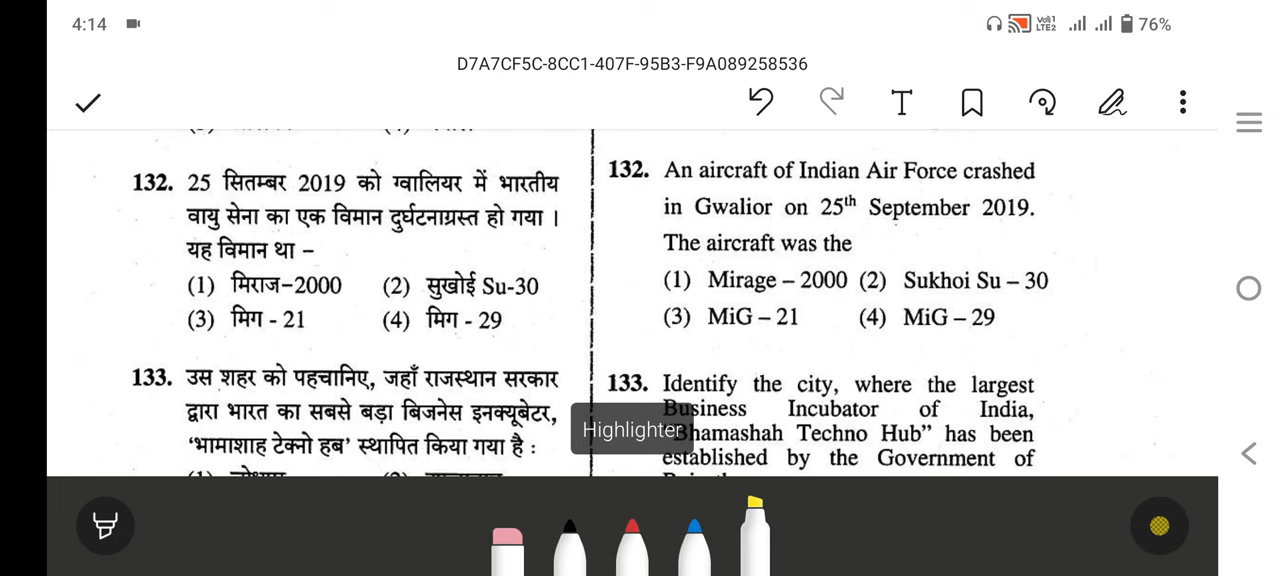 4:14
Vo)) 1
LTE2
76%
D7A7CF5C-8CC1-407F-95B3-F9A089258536
T
132. 25 सितम्बर 2019 को ग्वालियर में भारतीय
वायु सेना का एक विमान दुर्घटनाग्रस्त हो गया ।
यह विमान था –
(1) मिराज–2000 (2) सुखोई Su-30
(3) मिग - 21 (4) मिग - 29
133. उस शहर को पहचानिए, जहाँ राजस्थान सरकार
द्वारा भारत का सबसे बड़ा बिजनेस इनक्यूबेटर,
‘भामाशाह टेक्नो हब’ स्थापित किया गया है :
132. An aircraft of Indian Air Force crashed
in Gwalior on 25th September 2019.
The aircraft was the
(1) Mirage – 2000 (2) Sukhoi Su – 30
(3) MiG – 21 (4) MiG – 29
133. Identify the city, where the largest
Business Incubator of India,
Bhamashah Techno Hub” has been
established by the Government of
Highlighter